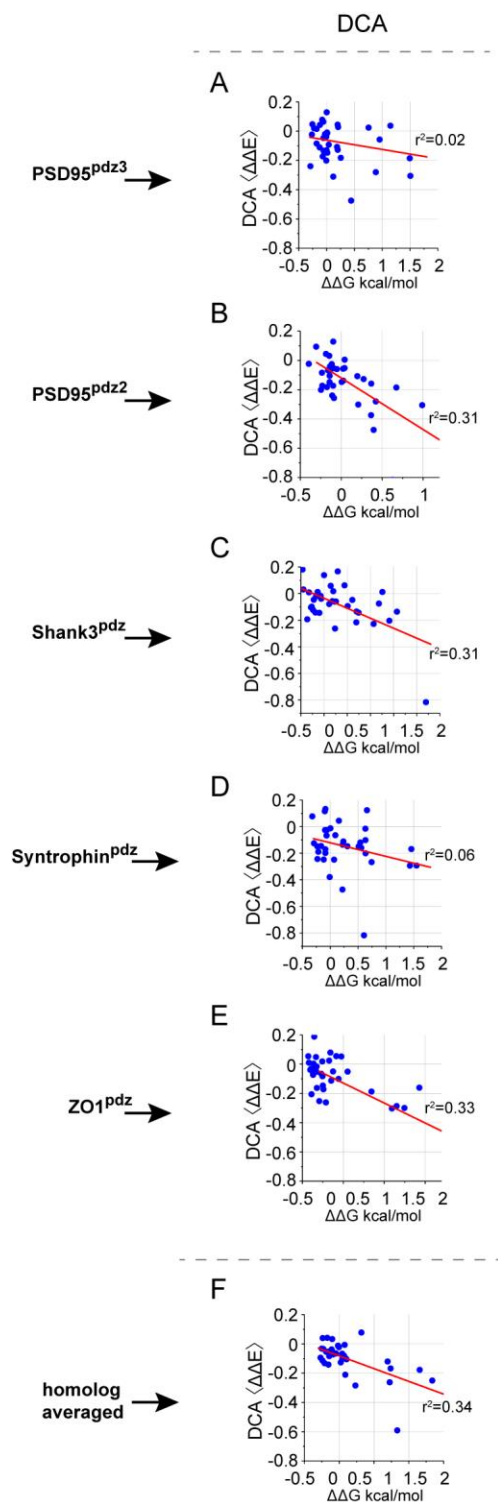 DCA
A
PSD95pdz3
DCA ⟨ΔΔE⟩
0.2
0
-0.2
-0.4
-0.6
-0.8
r²=0.02
-0.5 0 0.5 1 1.5 2
ΔΔG kcal/mol
B
PSD95pdz2
DCA ⟨ΔΔE⟩
0.2
0
-0.2
-0.4
-0.6
-0.8
r²=0.31
-0.5 0 0.5 1
ΔΔG kcal/mol
C
Shank3pdz
DCA ⟨ΔΔE⟩
0.2
0
-0.2
-0.4
-0.6
-0.8
r²=0.31
-0.5 0 0.5 1 1.5 2
ΔΔG kcal/mol
D
Syntrophinpdz
DCA ⟨ΔΔE⟩
0.2
0
-0.2
-0.4
-0.6
-0.8
r²=0.06
-0.5 0 0.5 1 1.5 2
ΔΔG kcal/mol
E
ZO1pdz
DCA ⟨ΔΔE⟩
0.2
0
-0.2
-0.4
-0.6
-0.8
r²=0.33
-0.5 0 0.5 1 1.5 2
ΔΔG kcal/mol
F
homolog
averaged
DCA ⟨ΔΔE⟩
0.2
0
-0.2
-0.4
-0.6
-0.8
r²=0.34
-0.5 0 0.5 1 1.5 2
ΔΔG kcal/mol